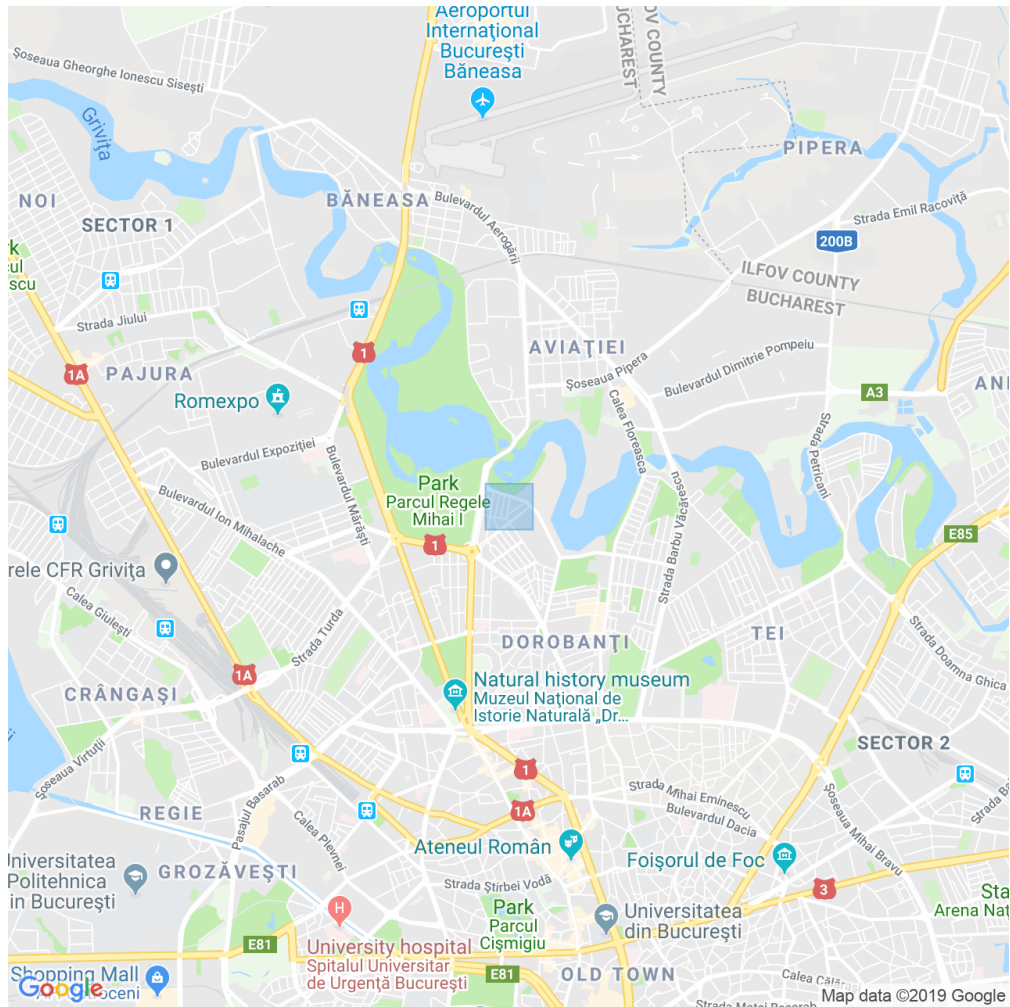 Aeroportul
Internaţional
Bucureşti
Băneasa
BUCHAREST
ILFOV COUNTY
Şoseaua Gheorghe Ionescu Siseşti
Griviţa
PIPERA
NOI
BĂNEASA
Bulevardul Aerogării
Strada Emil Racoviţă
SECTOR 1
200B
ILFOV COUNTY
BUCHAREST
Strada Jiului
1
1A
PAJURA
AVIAŢIEI
Şoseaua Pipera
Bulevardul Dimitrie Pompeiu
A3
Romexpo
Calea Floreasca
Strada Petricani
Bulevardul Expoziţiei
Bulevardul Mărăşti
Park
Parcul Regele
Mihai I
Strada Barbu Văcărescu
Bulevardul Ion Mihalache
1
E85
rele CFR Griviţa
Calea Giuleşti
Strada Turda
DOROBANŢI
TEI
Strada Doamna Ghica
1A
CRÂNGAŞI
Natural history museum
Muzeul Naţional de
Istorie Naturală „Dr...
SECTOR 2
Şoseaua Virtuţii
1
Strada Mihai Eminescu
Bulevardul Dacia
REGIE
Pasajul Basarab
Calea Plevnei
1A
Şoseaua Mihai Bravu
Ateneul Român
Foişorul de Foc
Universitatea
Politehnica
din Bucureşti
GROZĂVEŞTI
Strada Ştirbei Vodă
3
Arena Naţ
Park
Parcul
Cişmigiu
Universitatea
din Bucureşti
H
E81
University hospital
Spitalul Universitar
de Urgenţă Bucureşti
E81
OLD TOWN
Shopping Mall
Google
Map data ©2019 Google